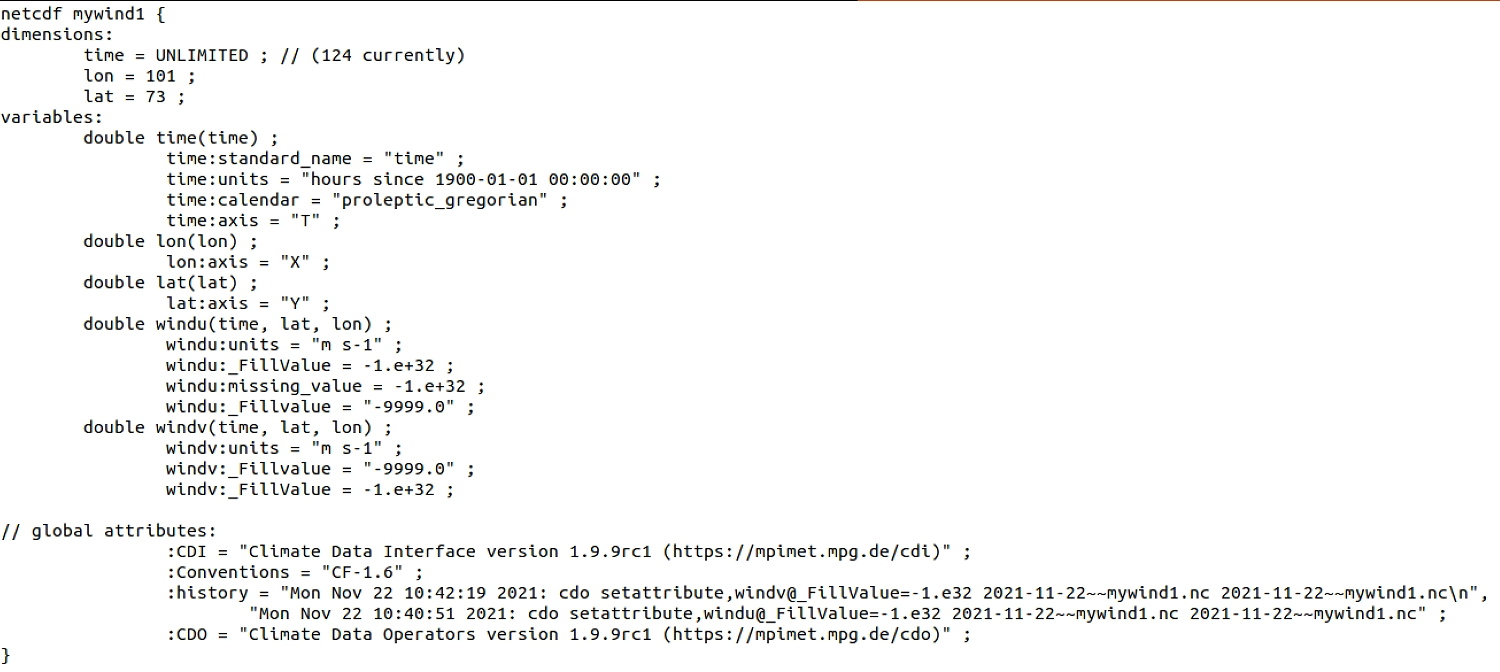 netcdf mywind1 {
dimensions:
        time = UNLIMITED ; // (124 currently)
        lon = 101 ;
        lat = 73 ;
variables:
        double time(time) ;
                time:standard_name = "time" ;
                time:units = "hours since 1900-01-01 00:00:00" ;
                time:calendar = "proleptic_gregorian" ;
                time:axis = "T" ;
        double lon(lon) ;
                lon:axis = "X" ;
        double lat(lat) ;
                lat:axis = "Y" ;
        double windu(time, lat, lon) ;
                windu:units = "m s-1" ;
                windu:_FillValue = -1.e+32 ;
                windu:missing_value = -1.e+32 ;
                windu:_Fillvalue = "-9999.0" ;
        double windv(time, lat, lon) ;
                windv:units = "m s-1" ;
                windv:_Fillvalue = "-9999.0" ;
                windv:_FillValue = -1.e+32 ;

// global attributes:
                :CDI = "Climate Data Interface version 1.9.9rc1 (https://mpimet.mpg.de/cdi)" ;
                :Conventions = "CF-1.6" ;
                :history = "Mon Nov 22 10:42:19 2021: cdo setattribute,windv@_FillValue=-1.e32 2021-11-22~~mywind1.nc 2021-11-22~~mywind1.nc\n",
                        "Mon Nov 22 10:40:51 2021: cdo setattribute,windu@_FillValue=-1.e32 2021-11-22~~mywind1.nc 2021-11-22~~mywind1.nc" ;
                :CDO = "Climate Data Operators version 1.9.9rc1 (https://mpimet.mpg.de/cdo)" ;
}